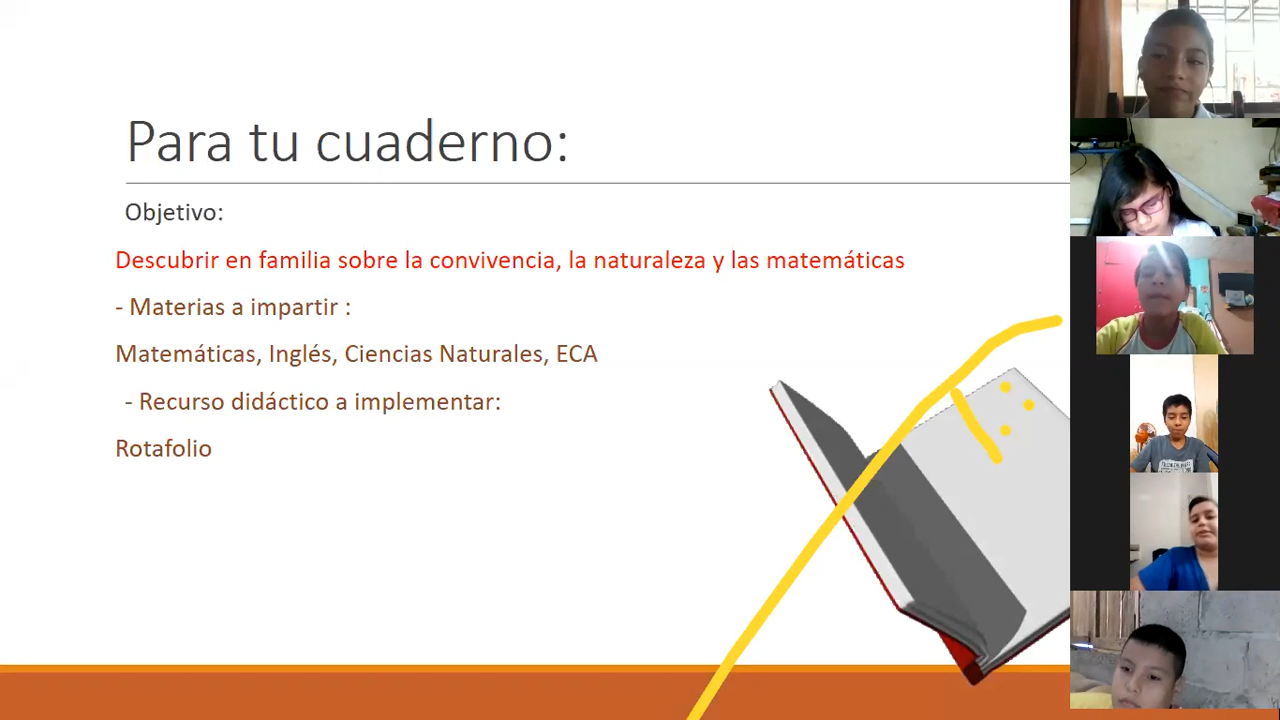 Para tu cuaderno:
Objetivo:
Descubrir en familia sobre la convivencia, la naturaleza y las matemáticas
- Materias a impartir :
Matemáticas, Inglés, Ciencias Naturales, ECA
- Recurso didáctico a implementar:
Rotafolio